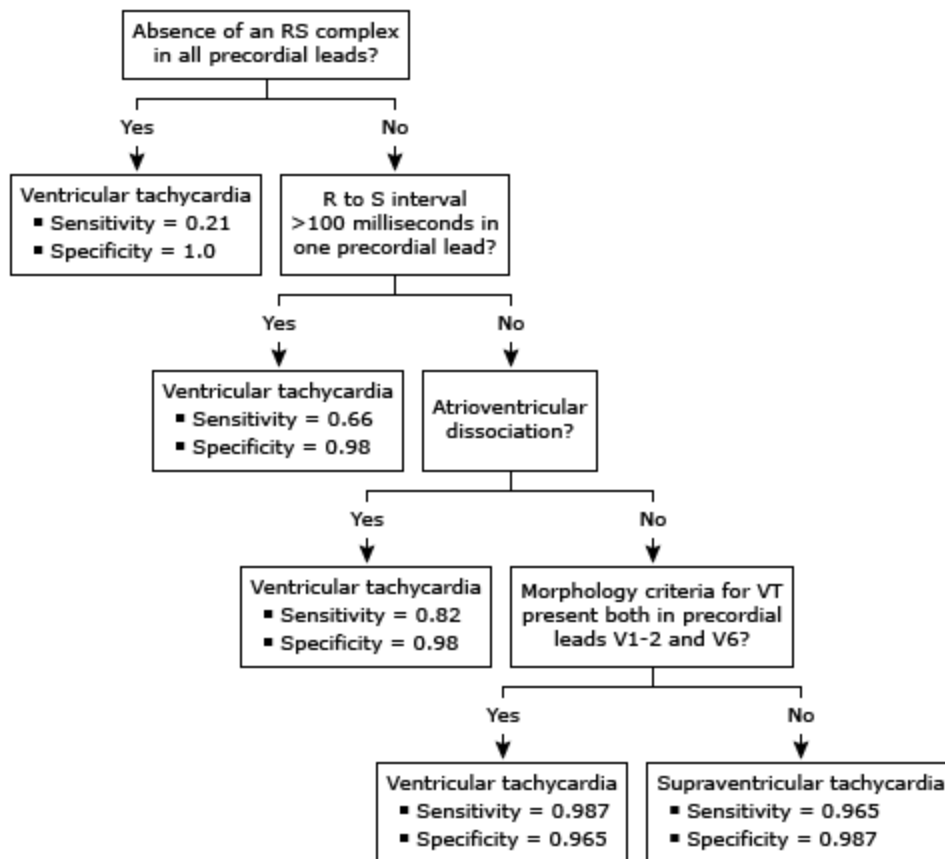 Absence of an RS complex
in all precordial leads?
Yes
No
Ventricular tachycardia
▪ Sensitivity = 0.21
▪ Specificity = 1.0
R to S interval
>100 milliseconds in
one precordial lead?
Yes
No
Ventricular tachycardia
▪ Sensitivity = 0.66
▪ Specificity = 0.98
Atrioventricular
dissociation?
Yes
No
Ventricular tachycardia
▪ Sensitivity = 0.82
▪ Specificity = 0.98
Morphology criteria for VT
present both in precordial
leads V1-2 and V6?
Yes
No
Ventricular tachycardia
▪ Sensitivity = 0.987
▪ Specificity = 0.965
Supraventricular tachycardia
▪ Sensitivity = 0.965
▪ Specificity = 0.987